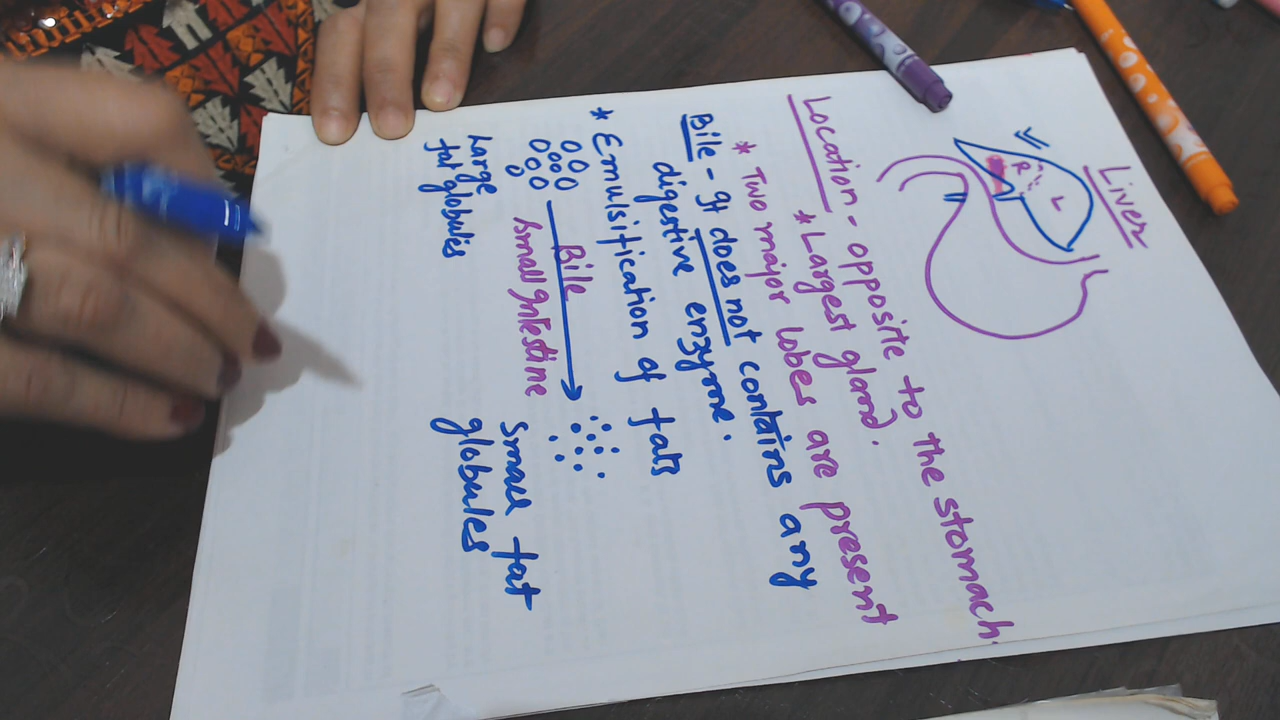 Liver
R L
Location - opposite to the stomach.
* Largest gland.
* Two major lobes are present
Bile - It does not contains any
digestive enzyme.
* Emulsification of fats
Bile
Small Intestine
Large
fat globules
Small fat
globules